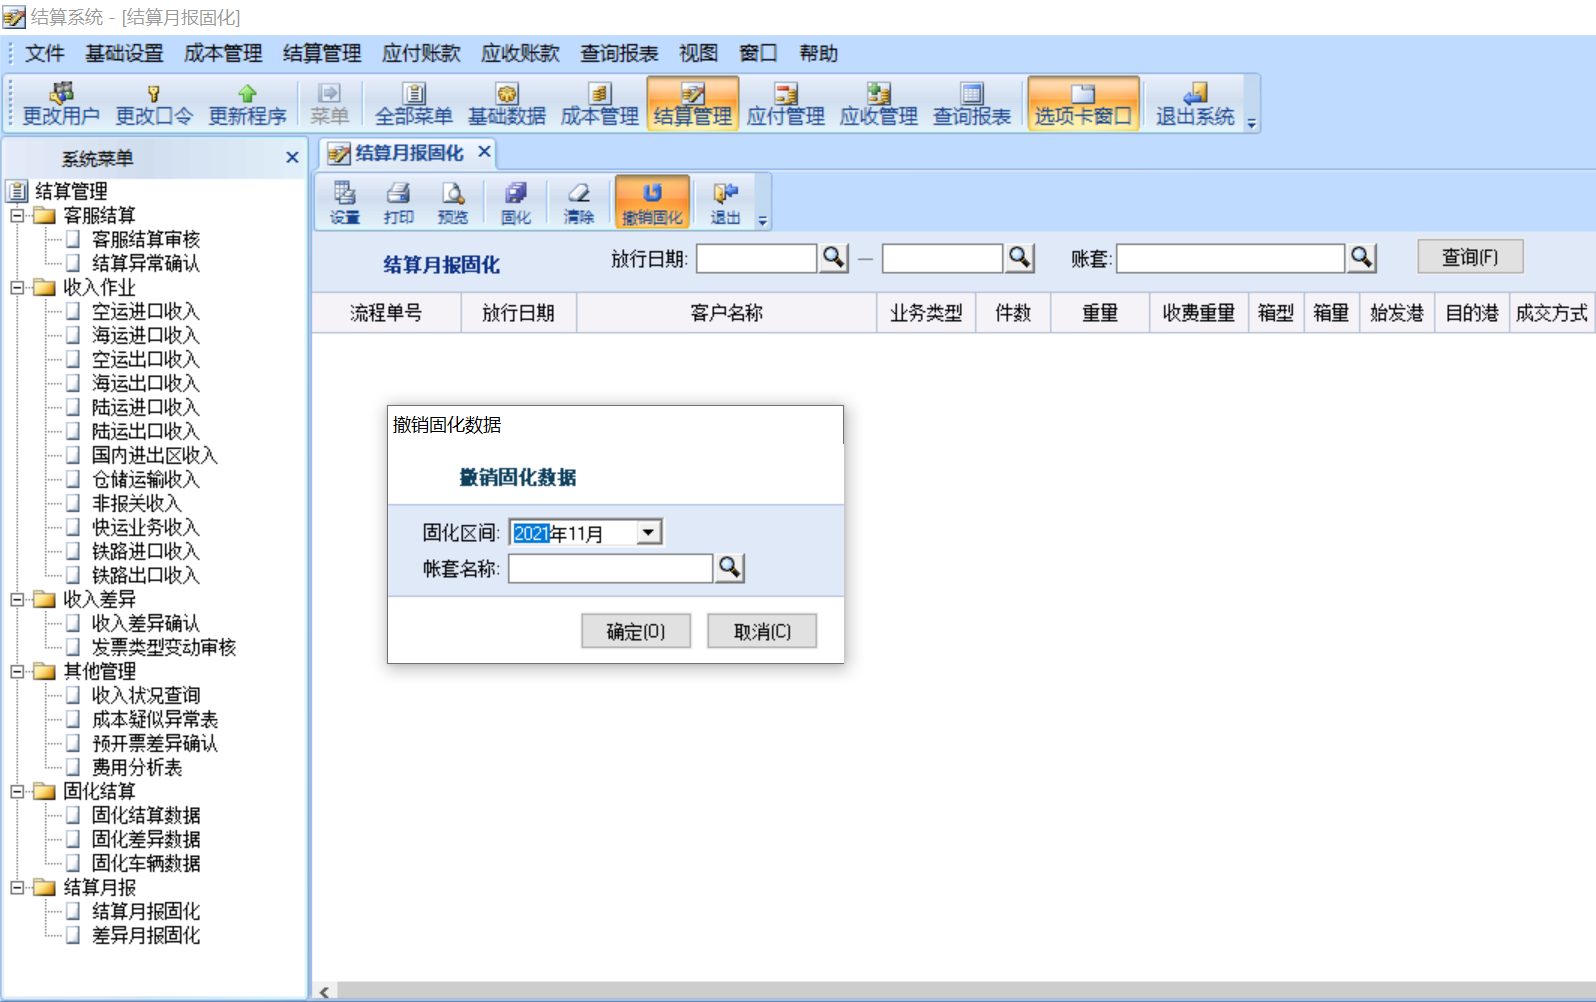 结算系统 - [结算月报固化]
文件 基础设置 成本管理 结算管理 应付账款 应收账款 查询报表 视图 窗口 帮助
更改用户 更改口令 更新程序 菜单 全部菜单 基础数据 成本管理 结算管理 应付管理 应收管理 查询报表 选项卡窗口 退出系统
系统菜单
结算管理
客服结算
客服结算审核
结算异常确认
收入作业
空运进口收入
海运进口收入
空运出口收入
海运出口收入
陆运进口收入
陆运出口收入
国内进出区收入
仓储运输收入
非报关收入
快运业务收入
铁路进口收入
铁路出口收入
收入差异
收入差异确认
发票类型变动审核
其他管理
收入状况查询
成本疑似异常表
预开票差异确认
费用分析表
固化结算
固化结算数据
固化差异数据
固化车辆数据
结算月报
结算月报固化
差异月报固化
结算月报固化
设置 打印 预览 固化 清除 撤销固化 退出
结算月报固化 放行日期: — 账套: 查询(F)
流程单号 放行日期 客户名称 业务类型 件数 重量 收费重量 箱型 箱量 始发港 目的港 成交方式
撤销固化数据
撤销固化数据
固化区间: 2021年11月
帐套名称:
确定(O) 取消(C)